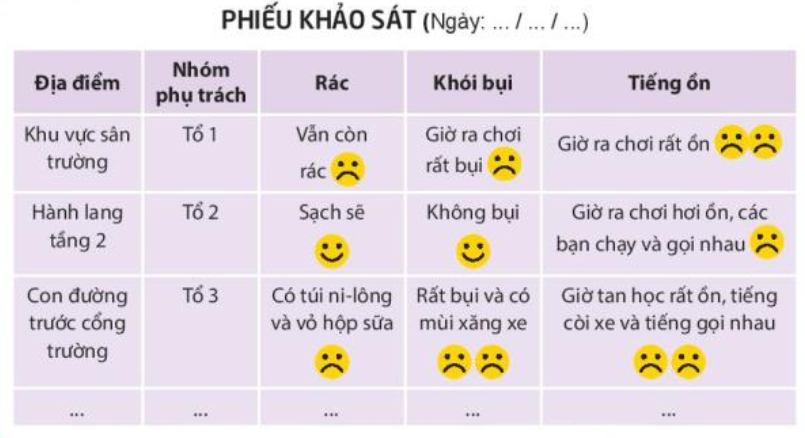 PHIẾU KHẢO SÁT (Ngày: ... / ... / ...)
Địa điểm
Nhóm
phụ trách
Rác
Khói bụi
Tiếng ồn
Khu vực sân
trường
Tổ 1
Vẫn còn
rác
Giờ ra chơi
rất bụi
Giờ ra chơi rất ồn
Hành lang
tầng 2
Tổ 2
Sạch sẽ
Không bụi
Giờ ra chơi hơi ồn, các
bạn chạy và gọi nhau
Con đường
trước cổng
trường
Tổ 3
Có túi ni-lông
và vỏ hộp sữa
Rất bụi và có
mùi xăng xe
Giờ tan học rất ồn, tiếng
còi xe và tiếng gọi nhau
...
...
...
...
...